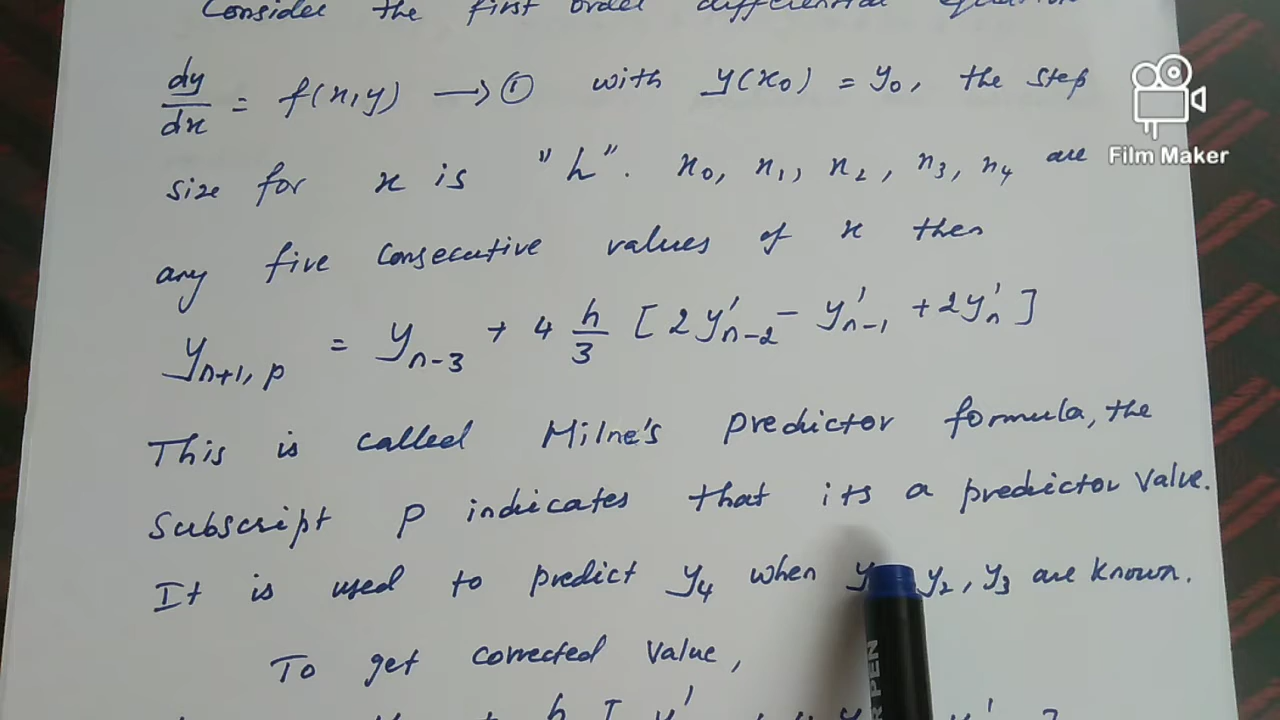 Consider the first order differential equation
dy/dx = f(x,y) → ① with y(x₀) = y₀, the step
size for x is "h". x₀, x₁, x₂, x₃, x₄ are
any five consecutive values of x then
yₙ₊₁,ₚ = yₙ₋₃ + 4 h/3 [2y'ₙ₋₂ - y'ₙ₋₁ + 2y'ₙ]
This is called Milne's predictor formula, the
subscript P indicates that its a predictor value.
It is used to predict y₄ when y₂, y₃ are known.
To get corrected value,
Film Maker
R PEN